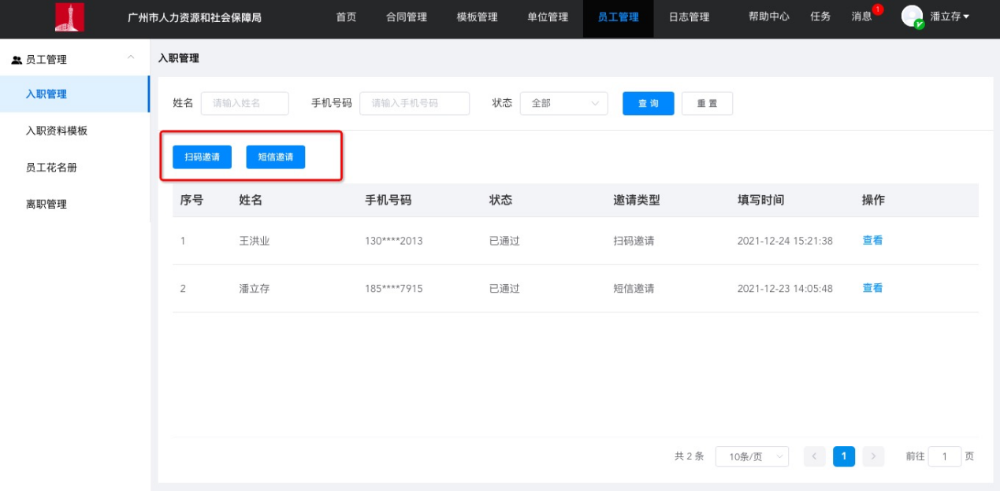 广州市人力资源和社会保障局 首页 合同管理 模板管理 单位管理 员工管理 日志管理 帮助中心 任务 消息 1 潘立存
员工管理
入职管理
入职资料模板
员工花名册
离职管理
入职管理
姓名 请输入姓名 手机号码 请输入手机号码 状态 全部 查询 重置
扫码邀请 短信邀请
序号 姓名 手机号码 状态 邀请类型 填写时间 操作
1 王洪业 130****2013 已通过 扫码邀请 2021-12-24 15:21:38 查看
2 潘立存 185****7915 已通过 短信邀请 2021-12-23 14:05:48 查看
共 2 条 10条/页 1 前往 1 页